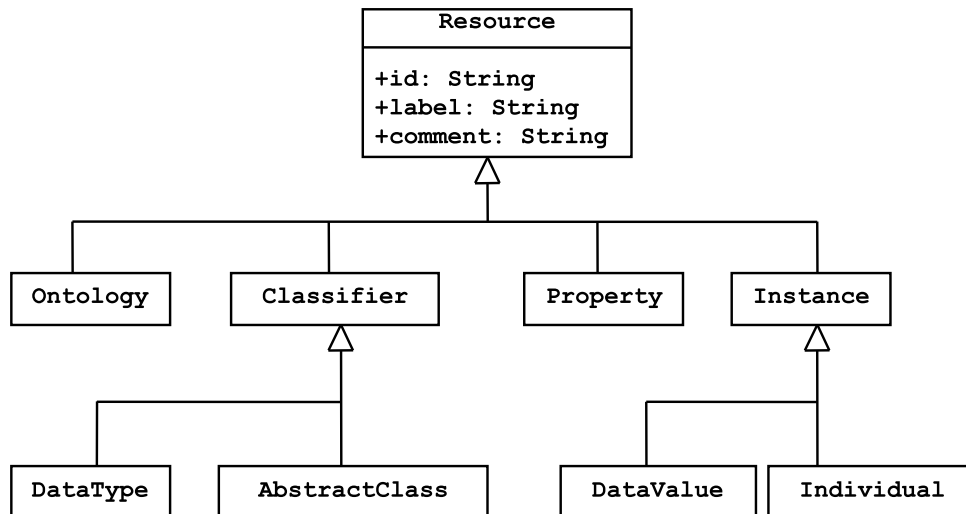 Resource
+id: String
+label: String
+comment: String
Ontology
Classifier
Property
Instance
DataType
AbstractClass
DataValue
Individual